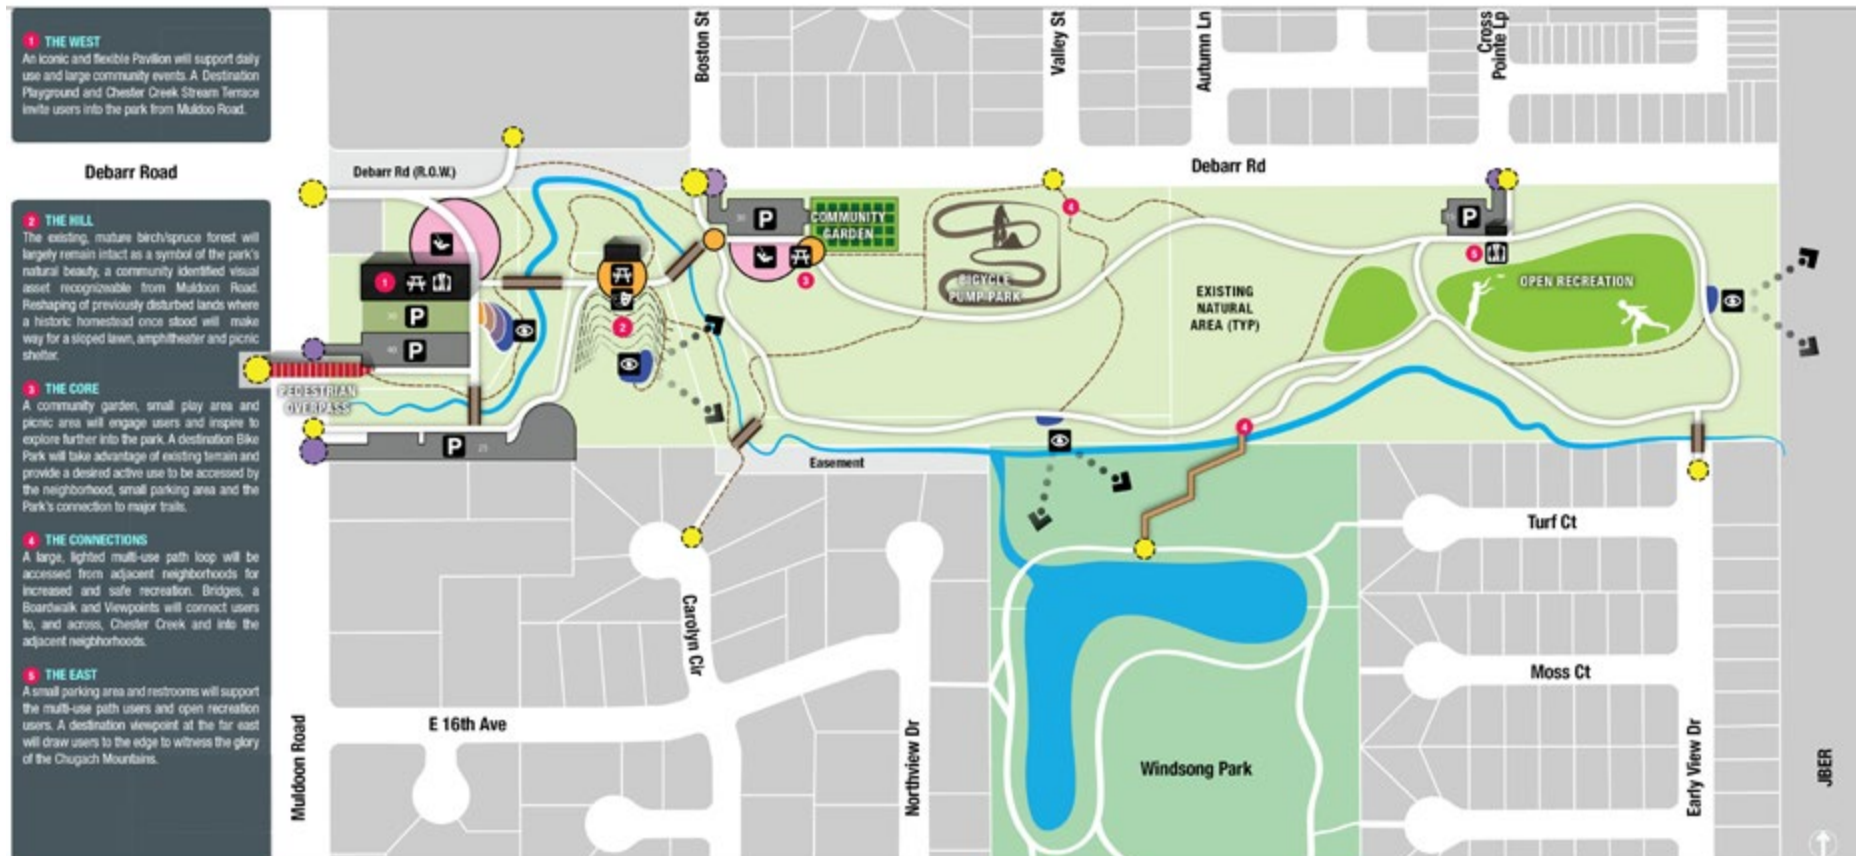 1 THE WEST
An iconic and flexible Pavilion will support daily
use and large community events. A Destination
Playground and Chester Creek Stream Terrace
invite users into the park from Muldoo Road.
Debarr Road
2 THE HILL
The existing, mature birch/spruce forest will
largely remain intact as a symbol of the park's
natural beauty, a community identified visual
asset recognizeable from Muldoon Road.
Reshaping of previously disturbed lands where
a historic homestead once stood will make
way for a sloped lawn, amphitheater and picnic
shelter.
3 THE CORE
A community garden, small play area and
picnic area will engage users and inspire to
explore further into the park. A destination Bike
Park will take advantage of existing terrain and
provide a desired active use to be accessed by
the neighborhood, small parking area and the
Park's connection to major trails.
4 THE CONNECTIONS
A large, lighted multi-use path loop will be
accessed from adjacent neighborhoods for
increased and safe recreation. Bridges, a
Boardwalk and Viewpoints will connect users
to, and across, Chester Creek and into the
adjacent neigbhorhoods.
5 THE EAST
A small parking area and restrooms will support
the multi-use path users and open recreation
users. A destination viewpoint at the far east
will draw users to the edge to witness the glory
of the Chugach Mountains.
Boston St
Valley St
Autumn Ln
Cross
Pointe Lp
Debarr Rd (R.O.W.)
Debarr Rd
P
COMMUNITY
GARDEN
P
4
5
1
3
BICYCLE
PUMP PARK
EXISTING
NATURAL
AREA (TYP)
OPEN RECREATION
P
2
P
PEDESTRIAN
OVERPASS
P
25
4
Easement
Turf Ct
Carolyn Cir
Moss Ct
E 16th Ave
Muldoon Road
Northview Dr
Windsong Park
Early View Dr
JBER